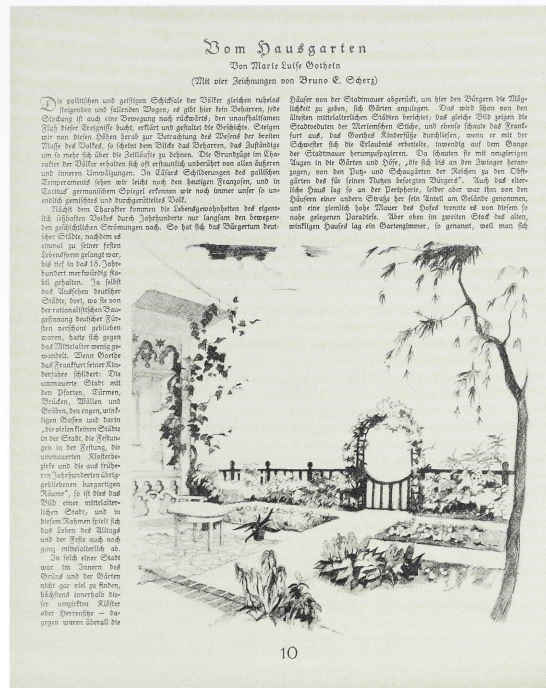 Vom Hausgarten
Von Marie Luise Gothein
(Mit vier Zeichnungen von Bruno E. Scherz)
Die politischen und geistigen Schicksale der Völker gleichen ruhelos
steigenden und fallenden Wogen; es gibt hier kein Beharren, jede
Stockung ist auch eine Bewegung nach rückwärts; den unaufhaltsamen
Fluß dieser Ereignisse bucht, erklärt und gestaltet die Geschichte. Steigen
wir von diesen Höhen herab zur Betrachtung des Wesens der breiten
Masse des Volkes, so scheint dem Blicke das Beharren, das Zuständige
um so mehr sich über die Zeitläufte zu dehnen. Die Grundzüge im Cha-
rakter der Völker erhalten sich oft erstaunlich unberührt von allen äußeren
und inneren Umwälzungen. In Cäsars Schilderungen des gallischen
Temperaments sehen wir leicht noch den heutigen Franzosen, und in
Tacitus' germanischem Spiegel erkennt sich noch immer unser so un-
endlich gemischtes und durchgerütteltes Volk.
Nächst dem Charakter kommen die Lebensgewohnheiten des eigent-
lich seßhaften Volkes durch Jahrhunderte nur langsam den bewegen-
den geschichtlichen Strömungen nach. So hat sich das Bürgertum deut-
scher Städte, nachdem es
einmal zu seiner festen
Lebensform gelangt war,
bis tief in das 18. Jahr-
hundert merkwürdig sta-
bil gehalten. Ja selbst
das Aussehen deutscher
Städte, dort, wo sie von
der rationalistischen Bau-
gesinnung deutscher Für-
sten verschont geblieben
waren, hatte sich gegen
das Mittelalter wenig ge-
wandelt. Wenn Goethe
das Frankfurt seiner Kin-
derjahre schildert: Die
ummauerte Stadt mit
den Pforten, Türmen,
Brücken, Wällen und
Gräben, den engen, wink-
ligen Gassen und darin
„die vielen kleinen Städte
in der Stadt, die Festun-
gen in der Festung, die
ummauerten Klosterbe-
zirke und die aus frühe-
ren Jahrhunderten übrig-
gebliebenen burgartigen
Räume“, so ist dies das
Bild einer mittelalter-
lichen Stadt, und in
diesem Rahmen spielt sich
das Leben des Alltags
und der Feste auch noch
ganz mittelalterlich ab.
In solch einer Stadt
war im Innern des
Grüns und der Gärten
nicht gar viel zu finden,
höchstens innerhalb die-
ser umzirkten Klöster
oder Herrensitze – da-
gegen waren überall die
Häuser von der Stadtmauer abgerückt, um hier den Bürgern die Mög-
lichkeit zu geben, sich Gärten anzulegen. Das wird schon von den
ältesten mittelalterlichen Städten berichtet; das gleiche Bild zeigen die
Stadtveduten der Merianschen Stiche, und ebenso schaute das Frank-
furt aus, das Goethes Kinderfüße durchliefen, wenn er mit der
Schwester sich die Erlaubnis erbettelte, inwendig auf dem Gange
der Stadtmauer herumzuspazieren. Da schauten sie mit neugierigen
Augen in die Gärten und Höfe, „die sich bis an den Zwinger heran-
zogen, von den Putz- und Schaugärten der Reichen zu den Obst-
gärten des für seinen Nutzen besorgten Bürgers“. Auch das elter-
liche Haus lag so an der Peripherie, leider aber war ihm von den
Häusern einer andern Straße her sein Anteil am Gelände genommen,
und eine ziemlich hohe Mauer des Hofes trennte es von diesem so
nahe gelegenen Paradiese. Aber oben im zweiten Stock des alten,
winkligen Hauses lag ein Gartenzimmer, so genannt, weil man sich
10